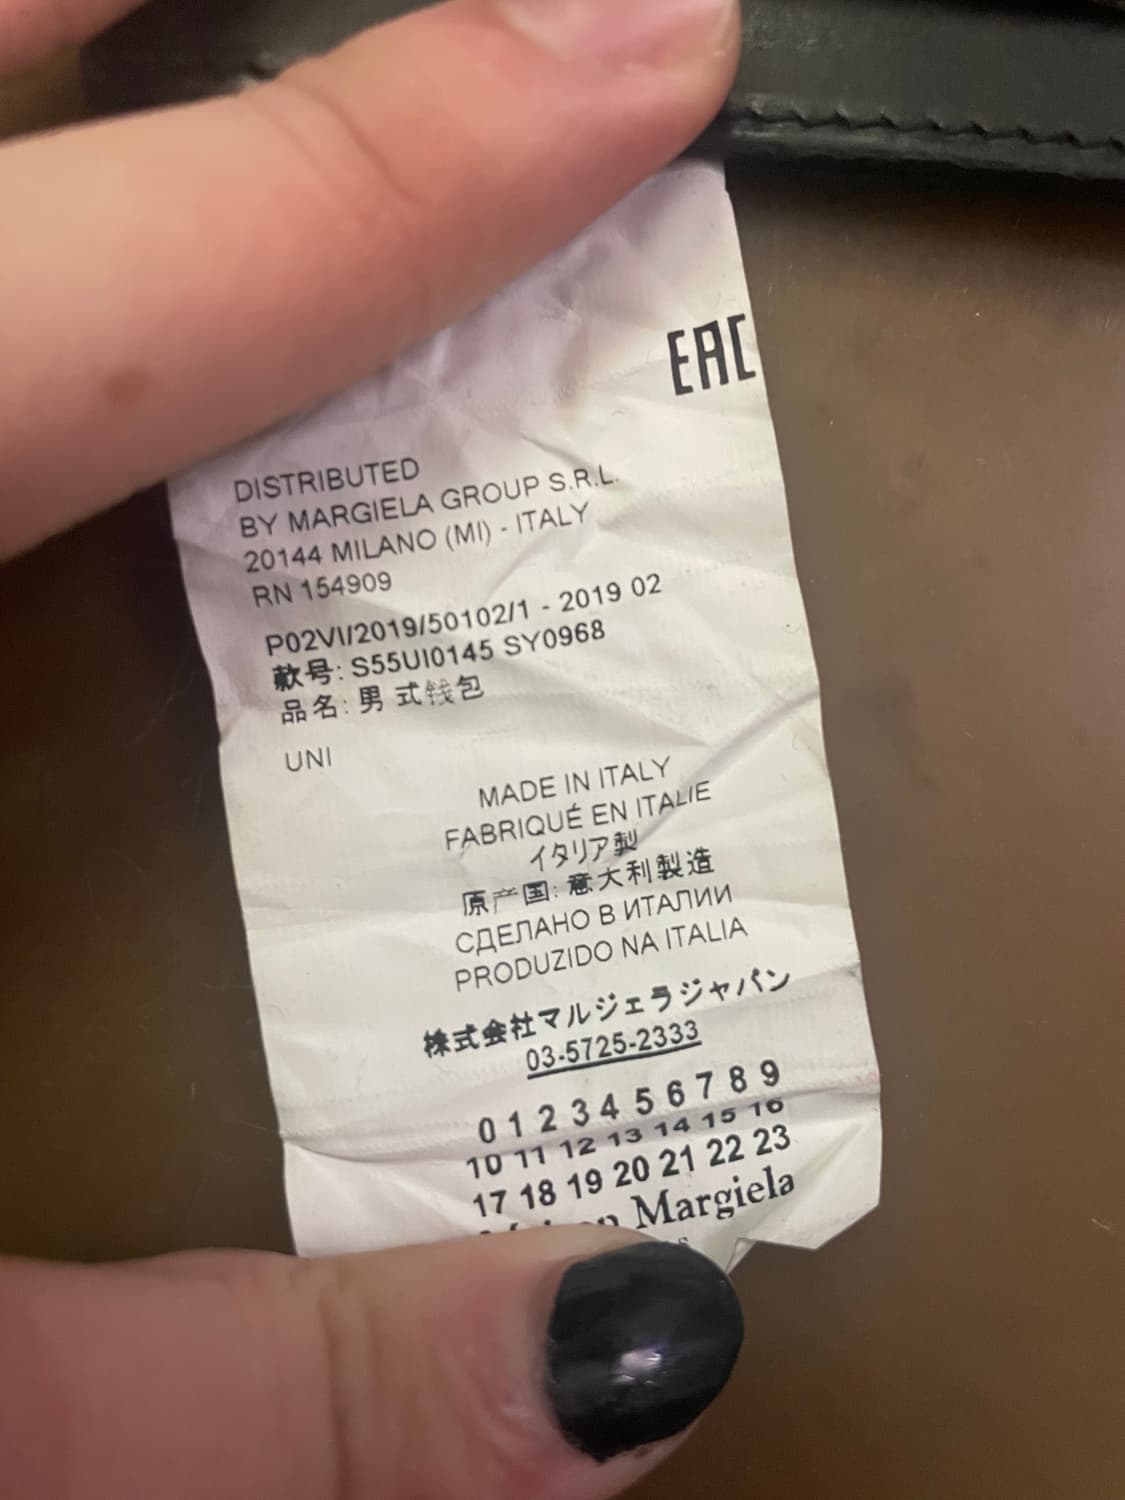 EAC
DISTRIBUTED
BY MARGIELA GROUP S.R.L.
20144 MILANO (MI) - ITALY
RN 154909
P02VI/2019/50102/1 - 2019 02
款号: S55UI0145 SY0968
品名: 男式钱包
UNI
MADE IN ITALY
FABRIQUÉ EN ITALIE
イタリア製
原产国: 意大利製造
СДЕЛАНО В ИТАЛИИ
PRODUZIDO NA ITALIA
株式会社マルジェラジャパン
03-5725-2333
0 1 2 3 4 5 6 7 8 9
10 11 12 13 14 15 16
17 18 19 20 21 22 23
Margiela